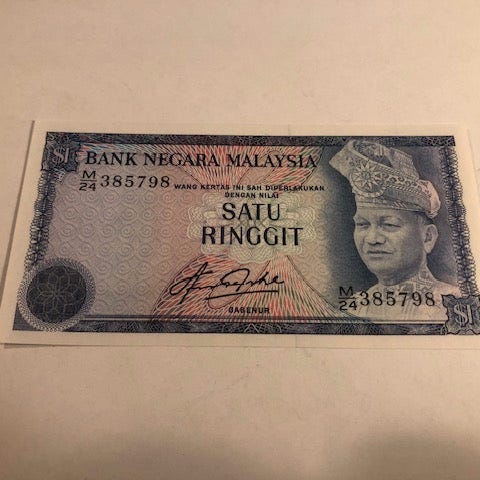 $1 BANK NEGARA MALAYSIA
M/24 385798
WANG KERTAS INI SAH DIPERLAKUKAN
DENGAN NILAI
SATU
RINGGIT
M/24 385798
GABENUR
$1